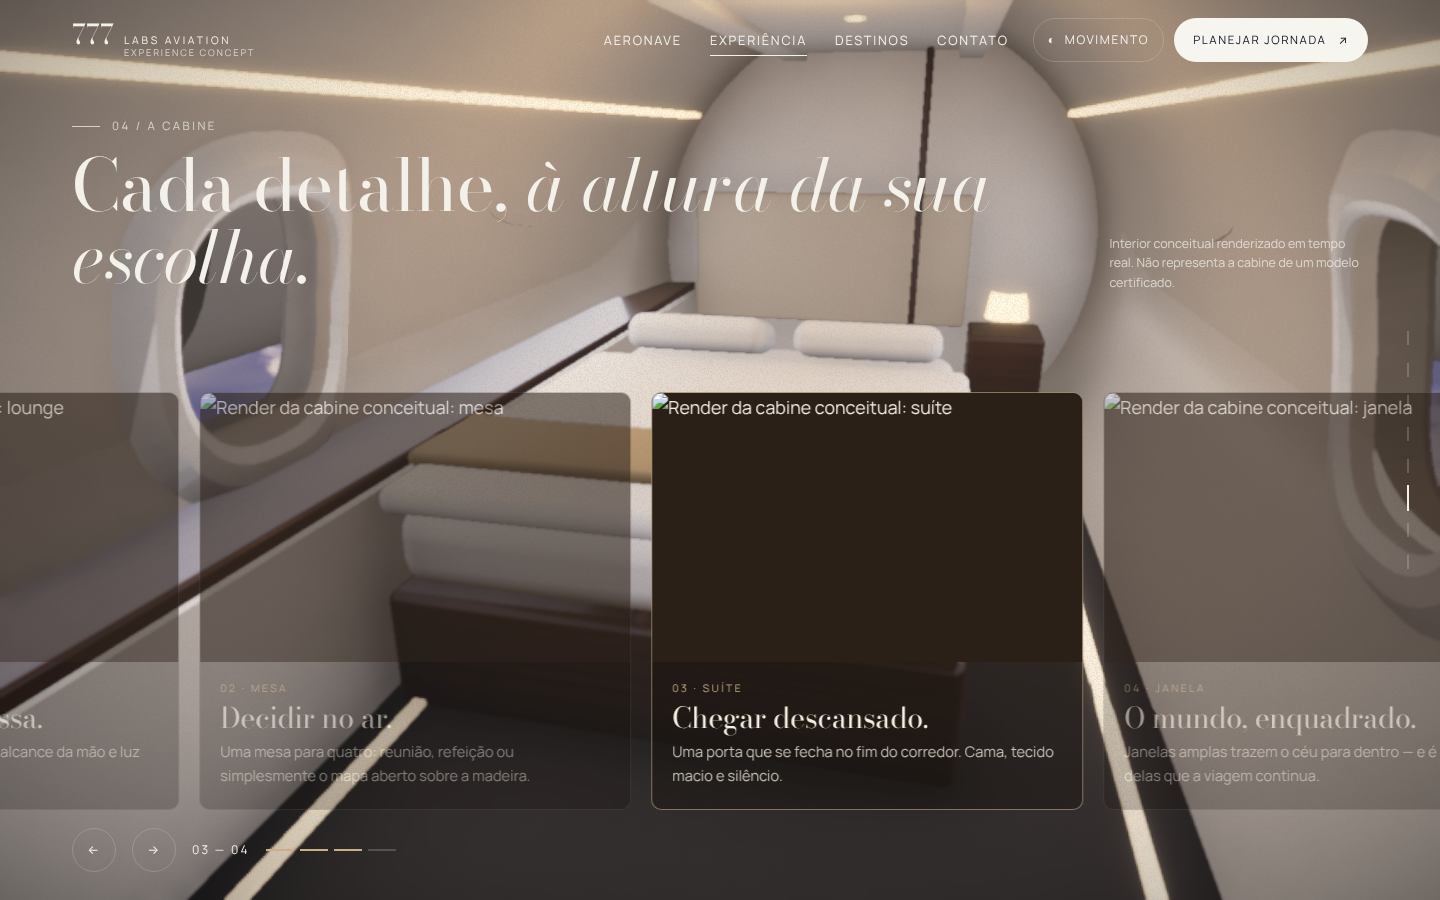 777 LABS AVIATION
EXPERIENCE CONCEPT
AERONAVE
EXPERIÊNCIA
DESTINOS
CONTATO
MOVIMENTO
PLANEJAR JORNADA ↗
04 / A CABINE
Cada detalhe, à altura da sua
escolha.
Interior conceitual renderizado em tempo
real. Não representa a cabine de um modelo
certificado.
: lounge
ssa.
alcance da mão e luz
Render da cabine conceitual: mesa
02 · MESA
Decidir no ar.
Uma mesa para quatro: reunião, refeição ou
simplesmente o mapa aberto sobre a madeira.
Render da cabine conceitual: suíte
03 · SUÍTE
Chegar descansado.
Uma porta que se fecha no fim do corredor. Cama, tecido
macio e silêncio.
Render da cabine conceitual: janela
04 · JANELA
O mundo, enquadrado.
Janelas amplas trazem o céu para dentro — e é
delas que a viagem continua.
← → 03 — 04